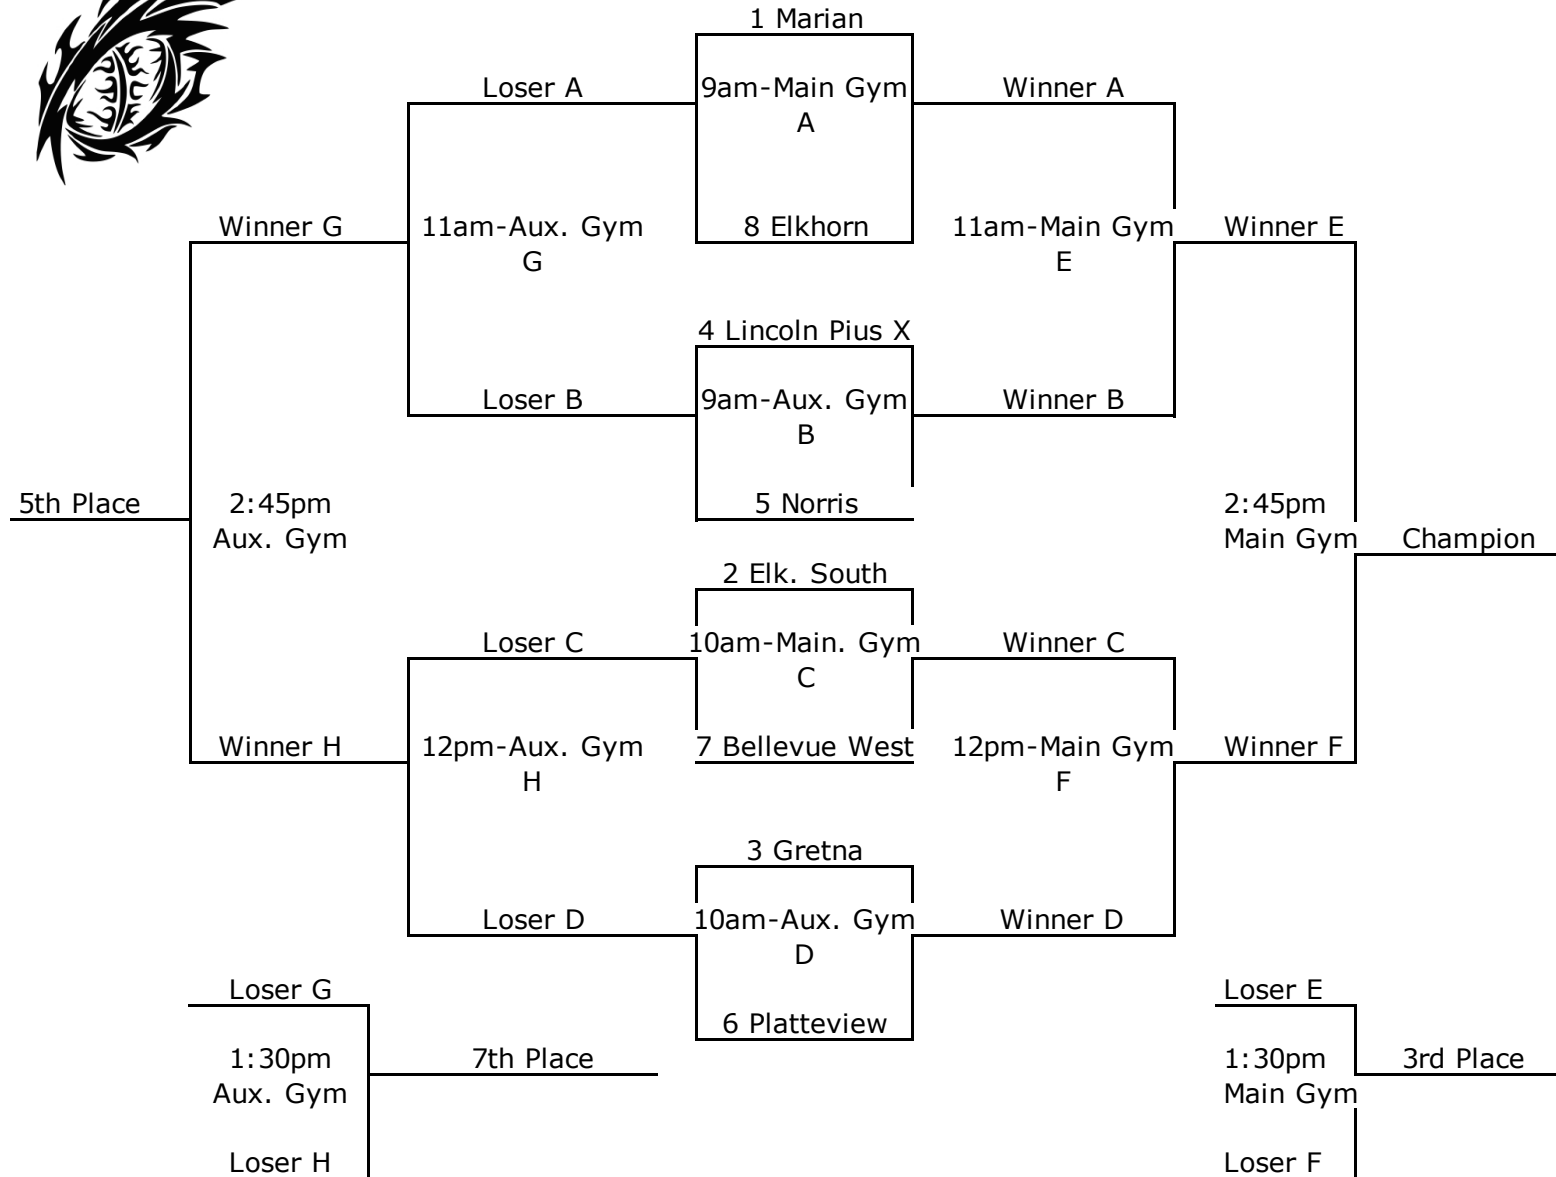 1 Marian
Loser A
9am-Main Gym
Winner A
A
Winner G
11am-Aux. Gym
8 Elkhorn
11am-Main Gym
Winner E
G
E
4 Lincoln Pius X
Loser B
9am-Aux. Gym
Winner B
B
5th Place
2:45pm
5 Norris
2:45pm
Aux. Gym
Main Gym
Champion
2 Elk. South
Loser C
10am-Main. Gym
Winner C
C
Winner H
12pm-Aux. Gym
7 Bellevue West
12pm-Main Gym
Winner F
H
F
3 Gretna
Loser D
10am-Aux. Gym
Winner D
D
Loser G
Loser E
6 Platteview
1:30pm
7th Place
1:30pm
3rd Place
Aux. Gym
Main Gym
Loser H
Loser F